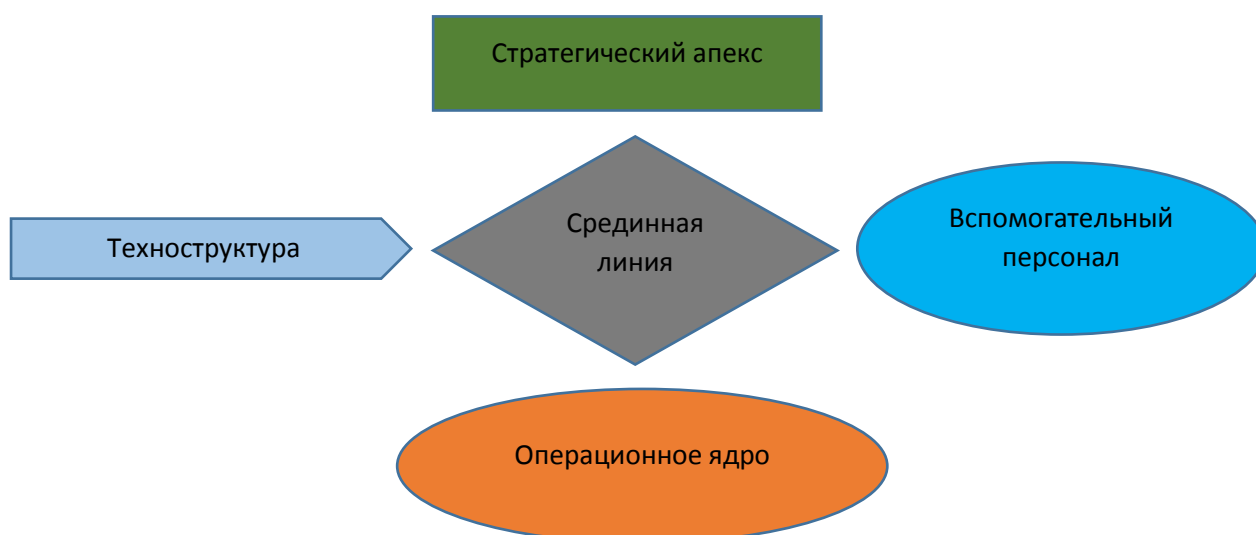 Стратегический апекс
Техноструктура
Срединная
линия
Вспомогательный
персонал
Операционное ядро